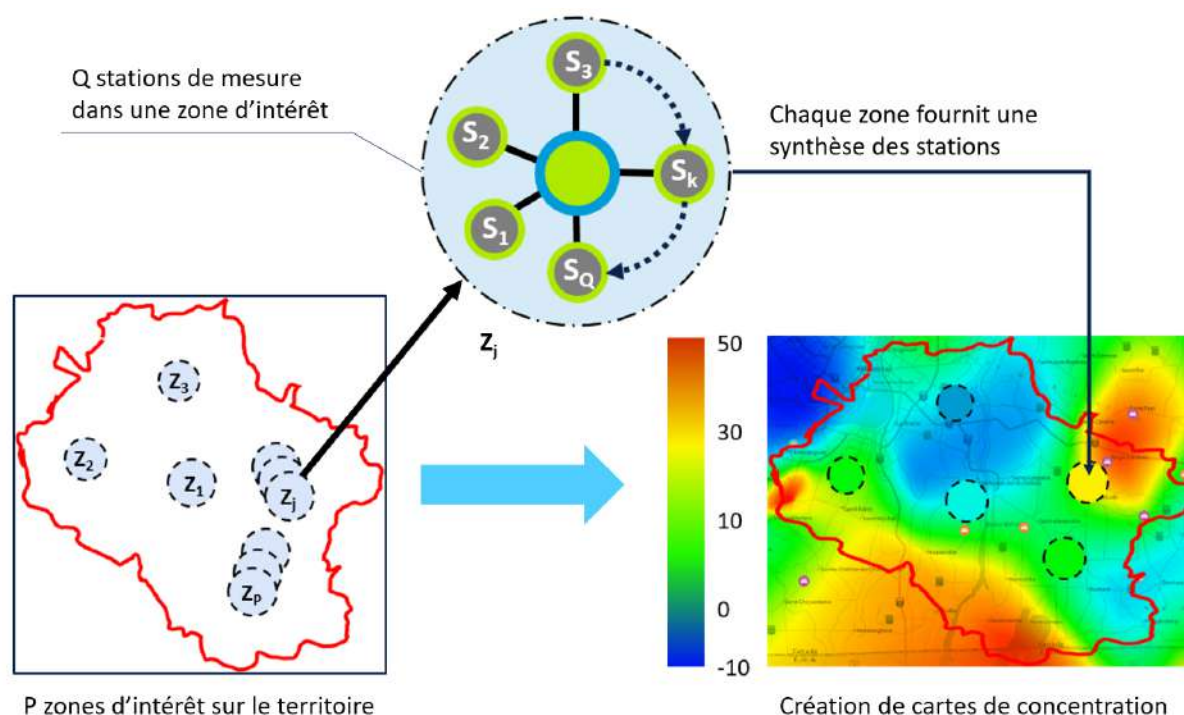 Q stations de mesure
dans une zone d'intérêt
S3
S2
Sk
S1
SQ
Chaque zone fournit une
synthèse des stations
Zj
Z3
Z2
Z1
Zj
Zp
50
30
10
0
-10
P zones d'intérêt sur le territoire
Création de cartes de concentration